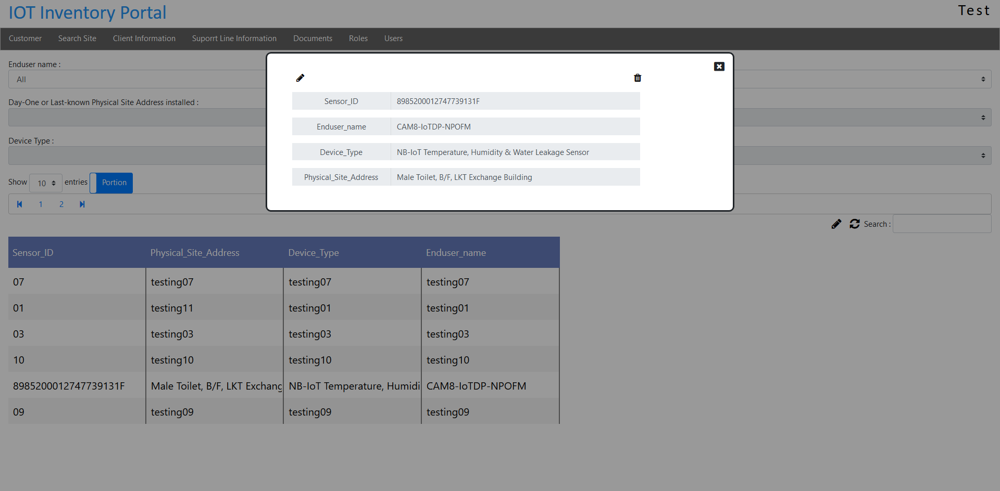 IOT Inventory Portal
Test
Customer Search Site Client Information Suporrt Line Information Documents Roles Users
Enduser name :
All
Day-One or Last-known Physical Site Address installed :
Device Type :
Sensor_ID 8985200012747739131F
Enduser_name CAM8-IoTDP-NPOFM
Device_Type NB-IoT Temperature, Humidity & Water Leakage Sensor
Physical_Site_Address Male Toilet, B/F, LKT Exchange Building
Show 10 entries Portion
1 2
Search :
Sensor_ID Physical_Site_Address Device_Type Enduser_name
07 testing07 testing07 testing07
01 testing11 testing01 testing01
03 testing03 testing03 testing03
10 testing10 testing10 testing10
8985200012747739131F Male Toilet, B/F, LKT Exchang NB-IoT Temperature, Humidi CAM8-IoTDP-NPOFM
09 testing09 testing09 testing09